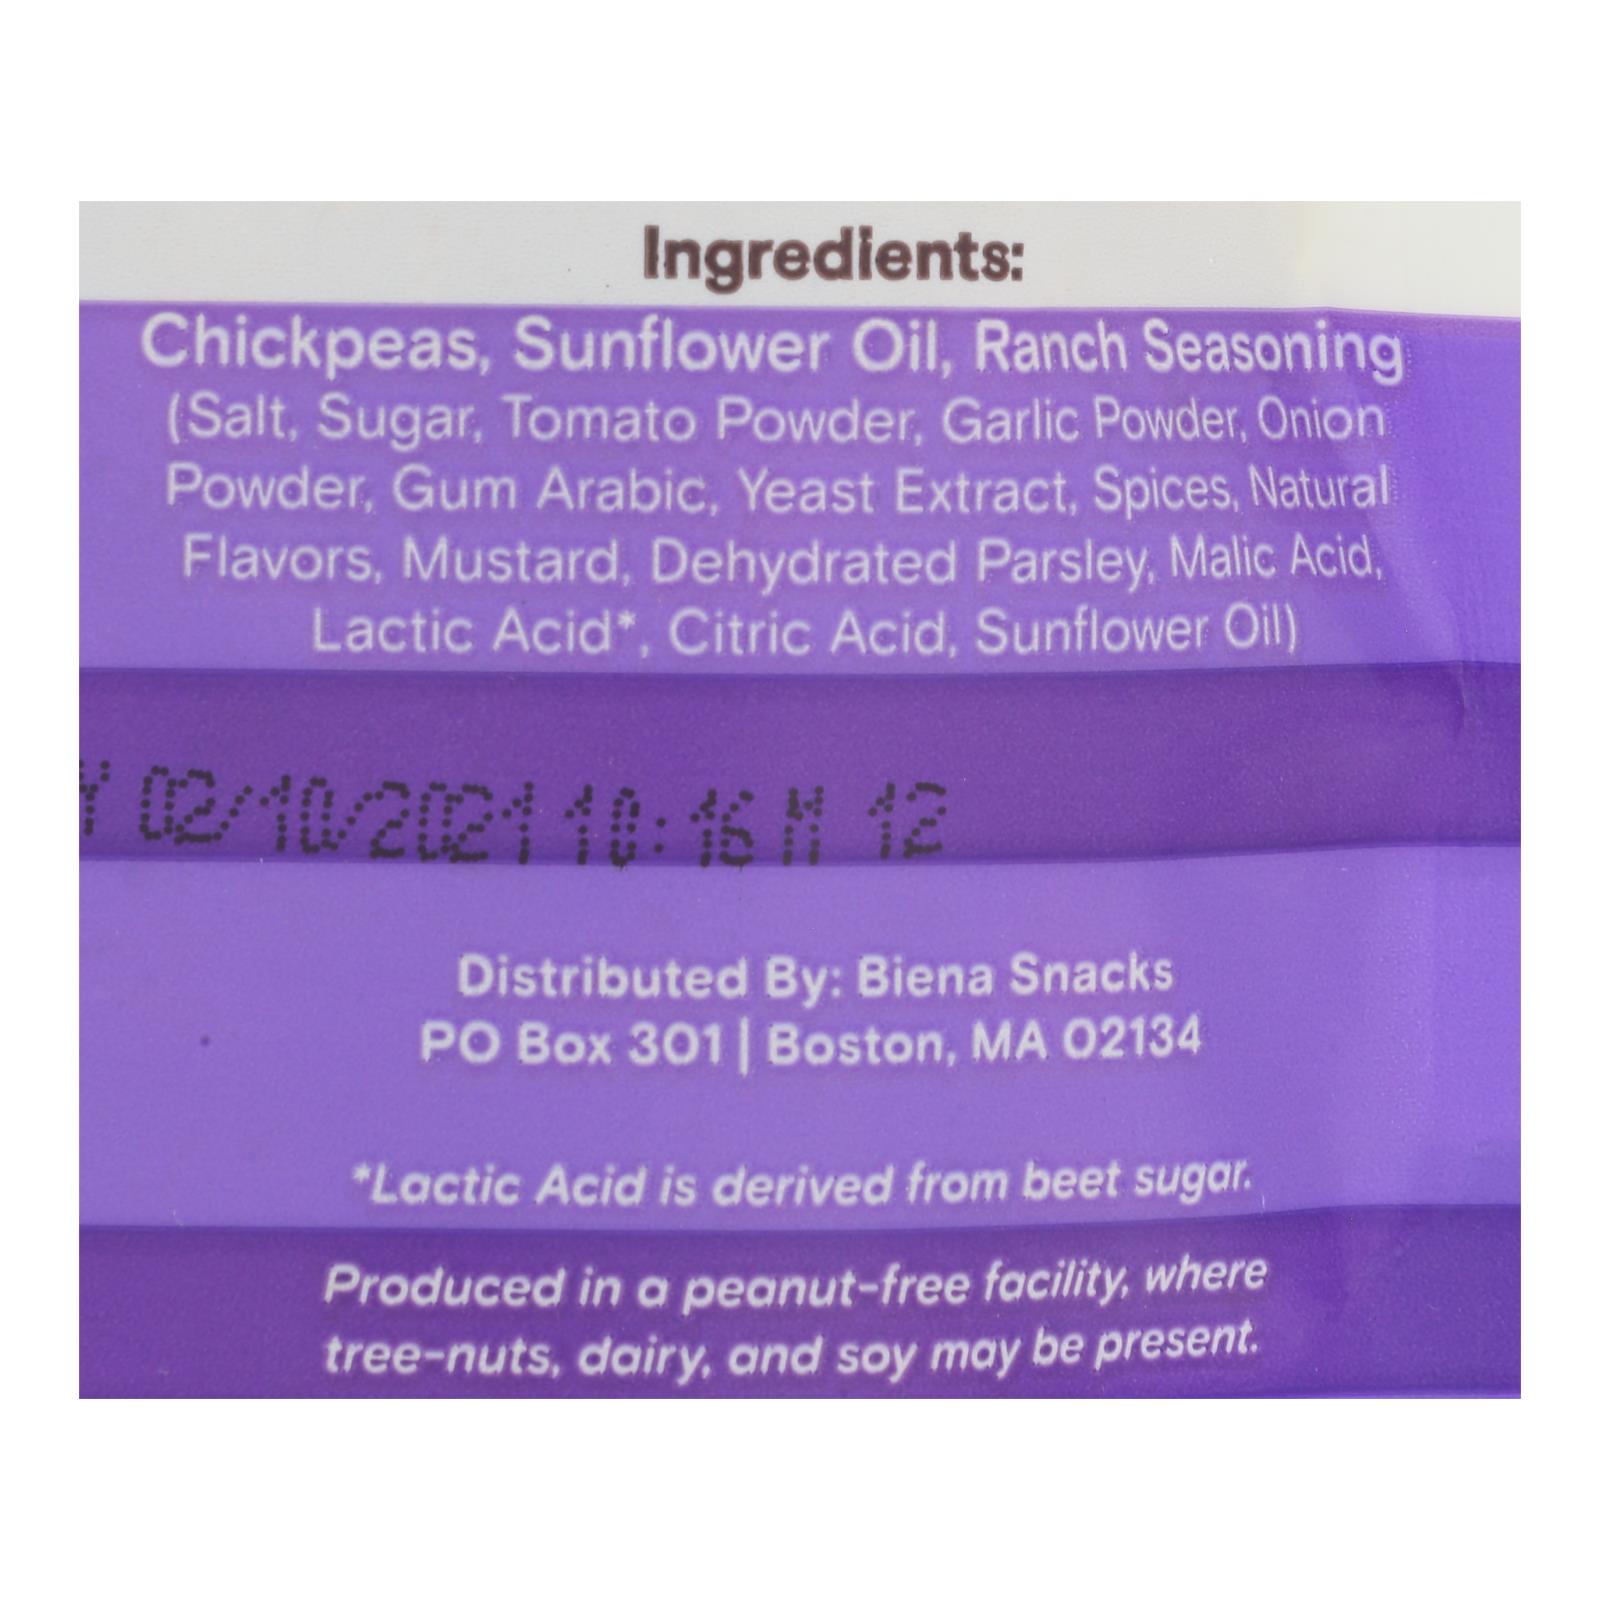 Ingredients:
Chickpeas, Sunflower Oil, Ranch Seasoning
(Salt, Sugar, Tomato Powder, Garlic Powder, Onion
Powder, Gum Arabic, Yeast Extract, Spices, Natural
Flavors, Mustard, Dehydrated Parsley, Malic Acid,
Lactic Acid*, Citric Acid, Sunflower Oil)
Y 02/10/2021 10:16 M 12
Distributed By: Biena Snacks
PO Box 301 | Boston, MA 02134
*Lactic Acid is derived from beet sugar.
Produced in a peanut-free facility, where
tree-nuts, dairy, and soy may be present.